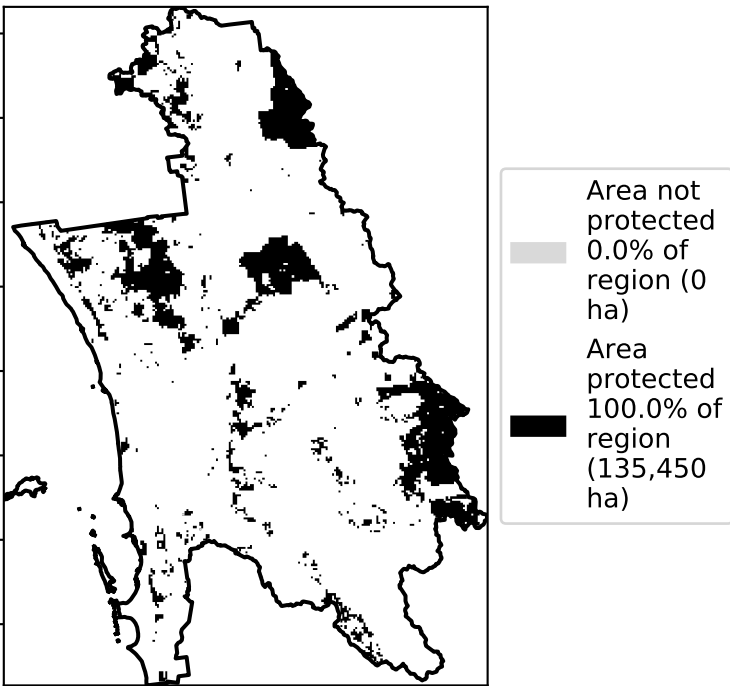 Area not
protected
0.0% of
region (0
ha)
Area
protected
100.0% of
region
(135,450
ha)